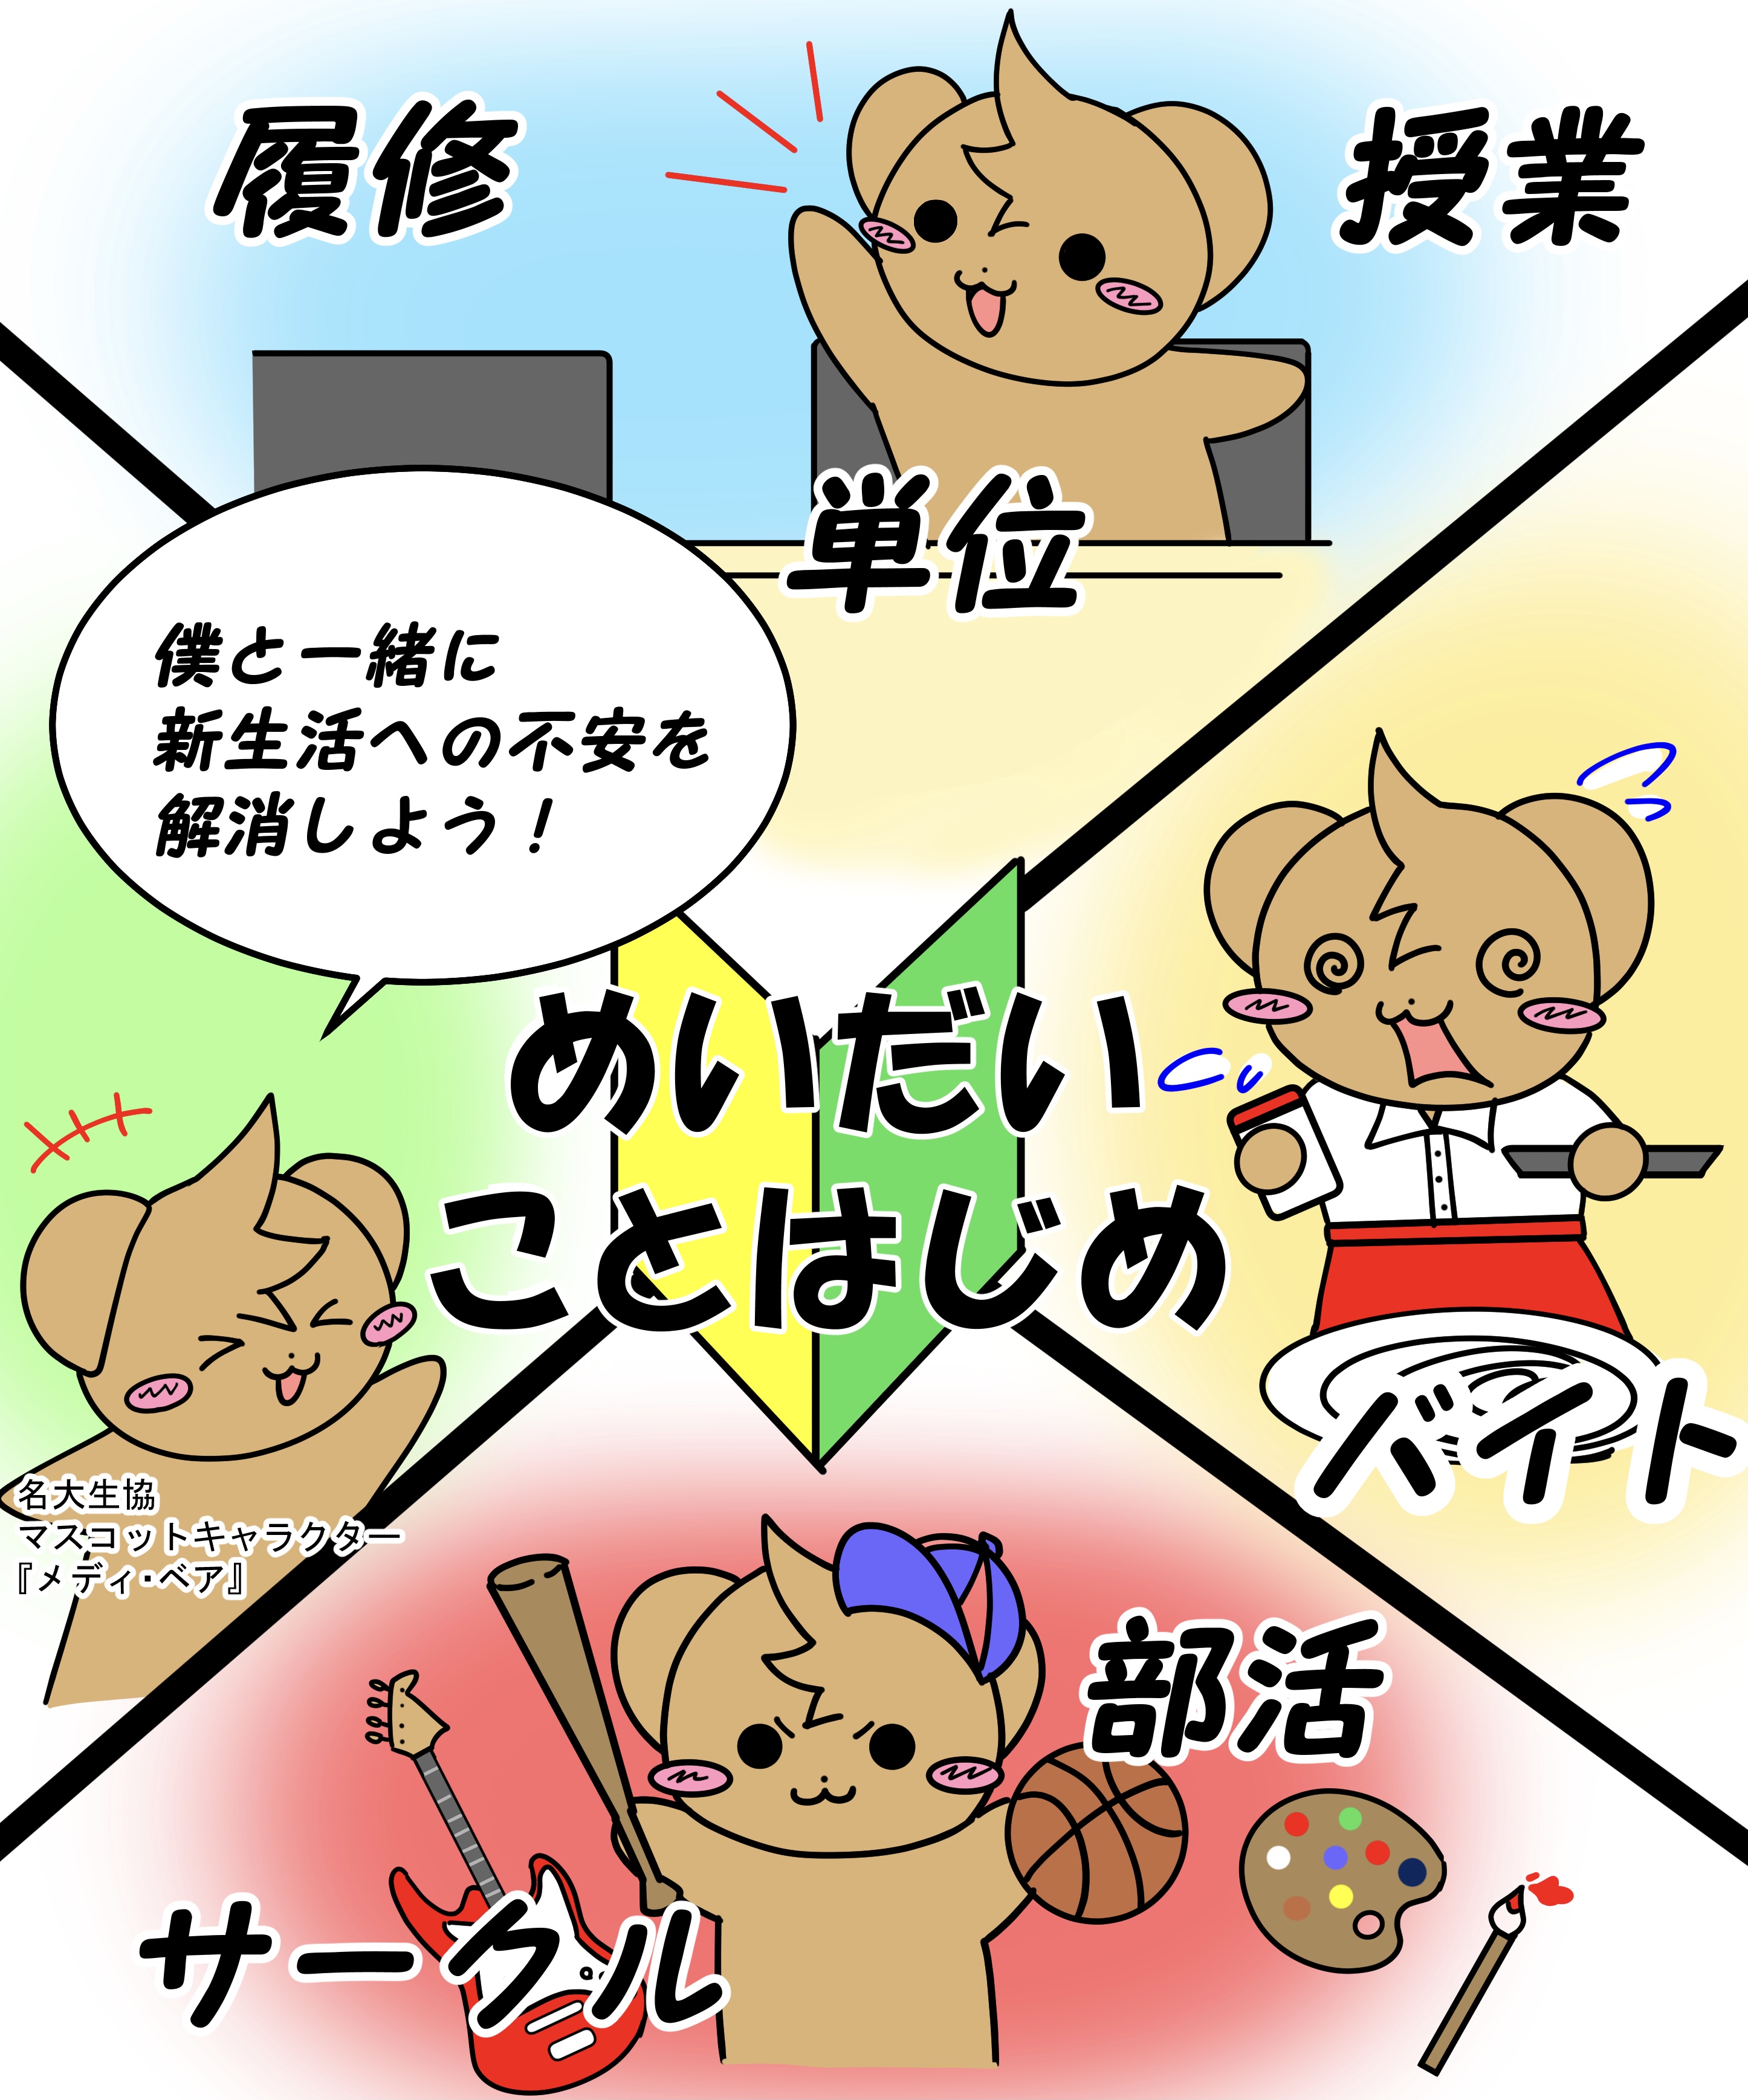 履修
授業
単位
僕と一緒に
新生活への不安を
解消しよう！
めいだい
ことはじめ
バイト
名大生協
マスコットキャラクター
『メディ・ベア』
部活
サークル